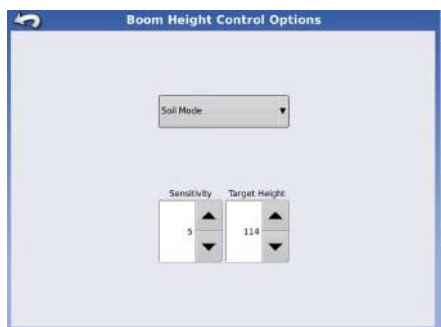 Boom Height Control Options
Soil Mode
Sensitivity Target Height
5 114